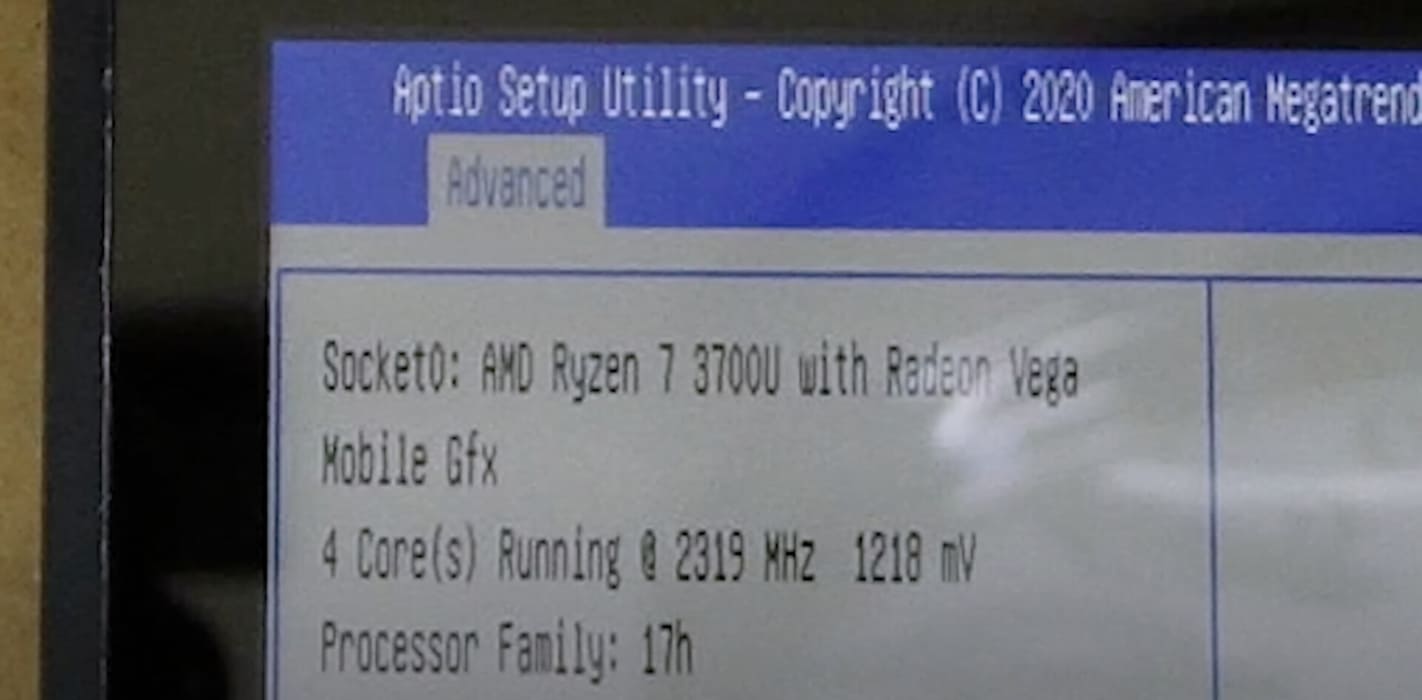 Aptio Setup Utility - Copyright (C) 2020 American Megatrend
Advanced
Socket0: AMD Ryzen 7 3700U with Radeon Vega
Mobile Gfx
4 Core(s) Running @ 2319 MHz  1218 mV
Processor Family: 17h